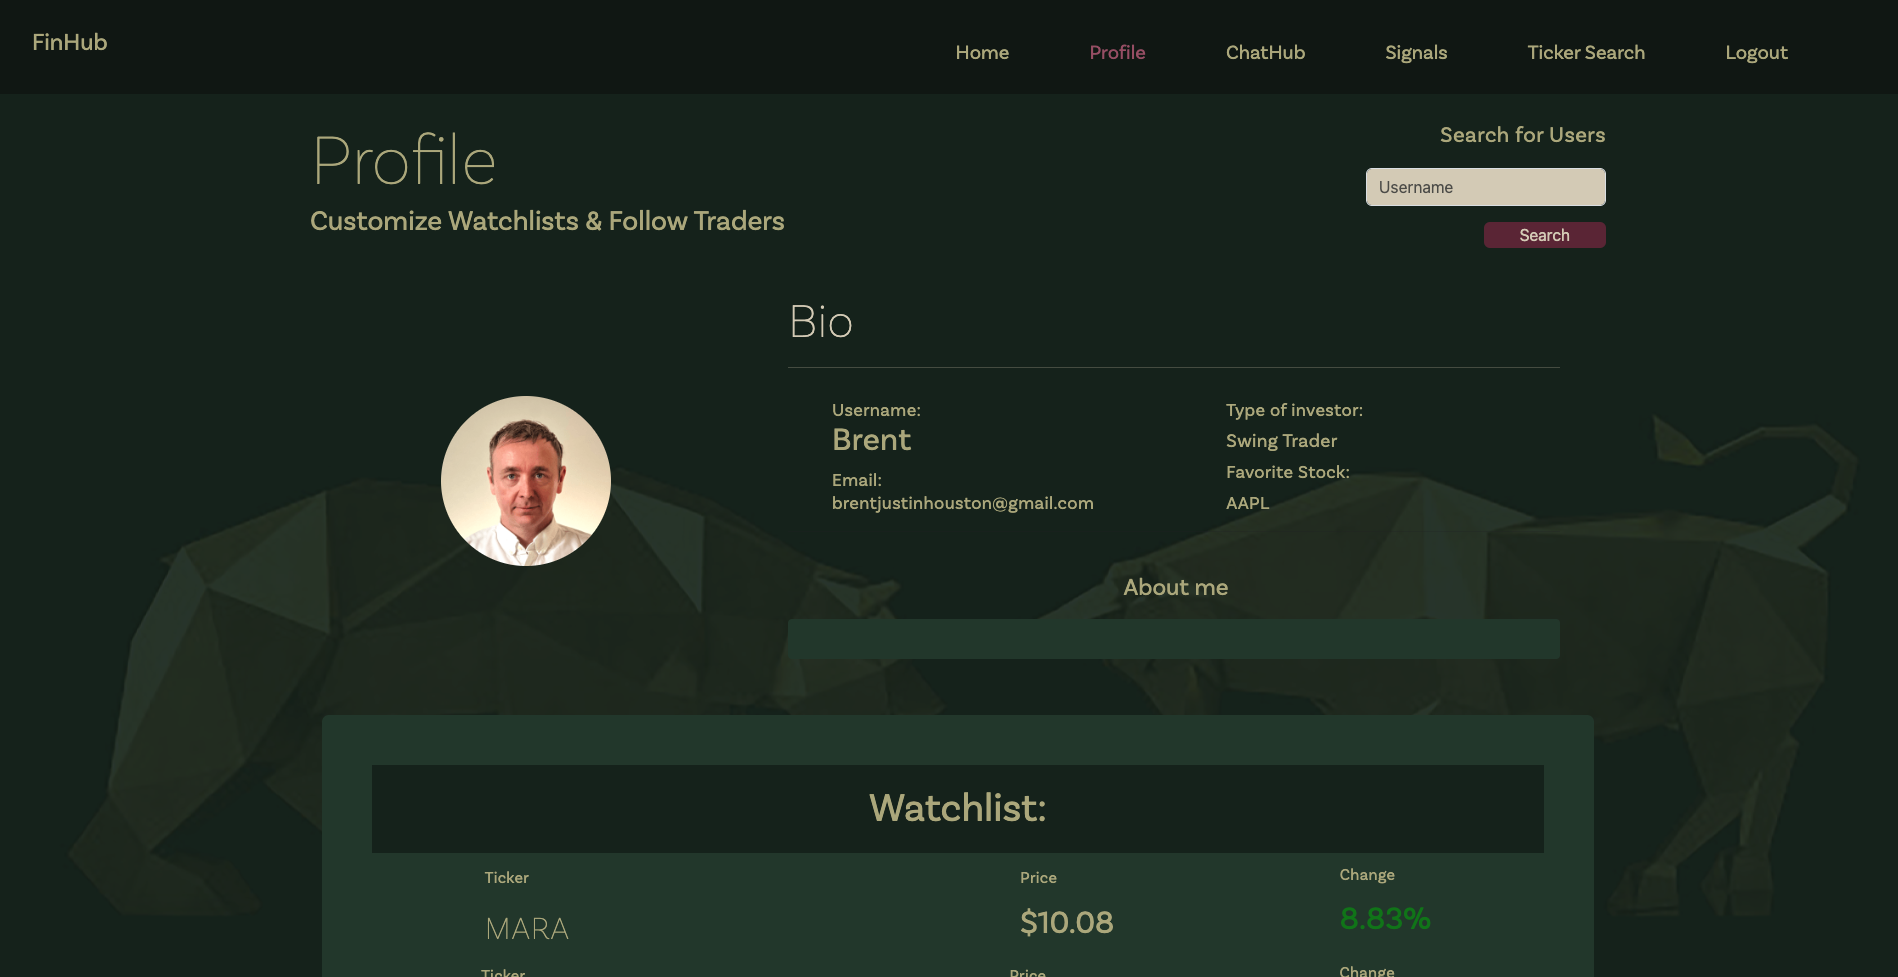 FinHub
Home Profile ChatHub Signals Ticker Search Logout
Profile
Customize Watchlists & Follow Traders
Search for Users
Username
Search
Bio
Username:
Brent
Email:
brentjustinhouston@gmail.com
Type of investor:
Swing Trader
Favorite Stock:
AAPL
About me
Watchlist:
Ticker Price Change
MARA $10.08 8.83%
Ticker Price Change